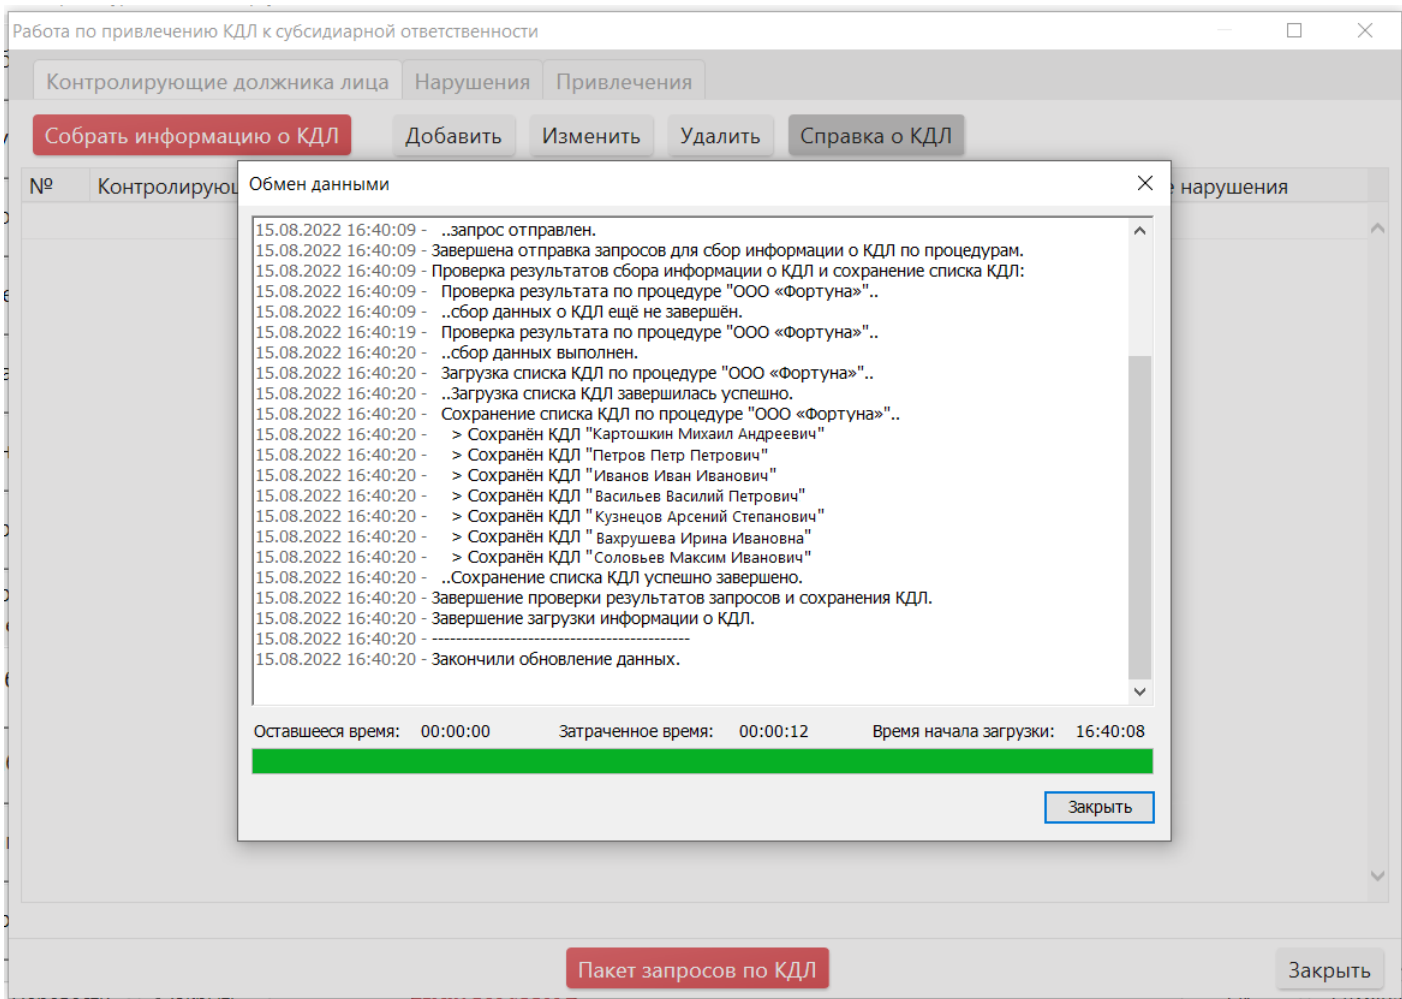 Работа по привлечению КДЛ к субсидиарной ответственности
Контролирующие должника лица Нарушения Привлечения
Собрать информацию о КДЛ Добавить Изменить Удалить Справка о КДЛ
№ нарушения
Обмен данными
15.08.2022 16:40:09 - ..запрос отправлен.
15.08.2022 16:40:09 - Завершена отправка запросов для сбор информации о КДЛ по процедурам.
15.08.2022 16:40:09 - Проверка результатов сбора информации о КДЛ и сохранение списка КДЛ:
15.08.2022 16:40:09 - Проверка результата по процедуре "ООО «Фортуна»"..
15.08.2022 16:40:09 - ..сбор данных о КДЛ ещё не завершён.
15.08.2022 16:40:19 - Проверка результата по процедуре "ООО «Фортуна»"..
15.08.2022 16:40:20 - ..сбор данных выполнен.
15.08.2022 16:40:20 - Загрузка списка КДЛ по процедуре "ООО «Фортуна»"..
15.08.2022 16:40:20 - ..Загрузка списка КДЛ завершилась успешно.
15.08.2022 16:40:20 - Сохранение списка КДЛ по процедуре "ООО «Фортуна»"..
15.08.2022 16:40:20 - > Сохранён КДЛ "Картошкин Михаил Андреевич"
15.08.2022 16:40:20 - > Сохранён КДЛ "Петров Петр Петрович"
15.08.2022 16:40:20 - > Сохранён КДЛ "Иванов Иван Иванович"
15.08.2022 16:40:20 - > Сохранён КДЛ "Васильев Василий Петрович"
15.08.2022 16:40:20 - > Сохранён КДЛ "Кузнецов Арсений Степанович"
15.08.2022 16:40:20 - > Сохранён КДЛ "Вахрушева Ирина Ивановна"
15.08.2022 16:40:20 - > Сохранён КДЛ "Соловьев Максим Иванович"
15.08.2022 16:40:20 - ..Сохранение списка КДЛ успешно завершено.
15.08.2022 16:40:20 - Завершение проверки результатов запросов и сохранения КДЛ.
15.08.2022 16:40:20 - Завершение загрузки информации о КДЛ.
15.08.2022 16:40:20 - -------------------------------------------
15.08.2022 16:40:20 - Закончили обновление данных.
Оставшееся время: 00:00:00 Затраченное время: 00:00:12 Время начала загрузки: 16:40:08
Закрыть
Пакет запросов по КДЛ Закрыть